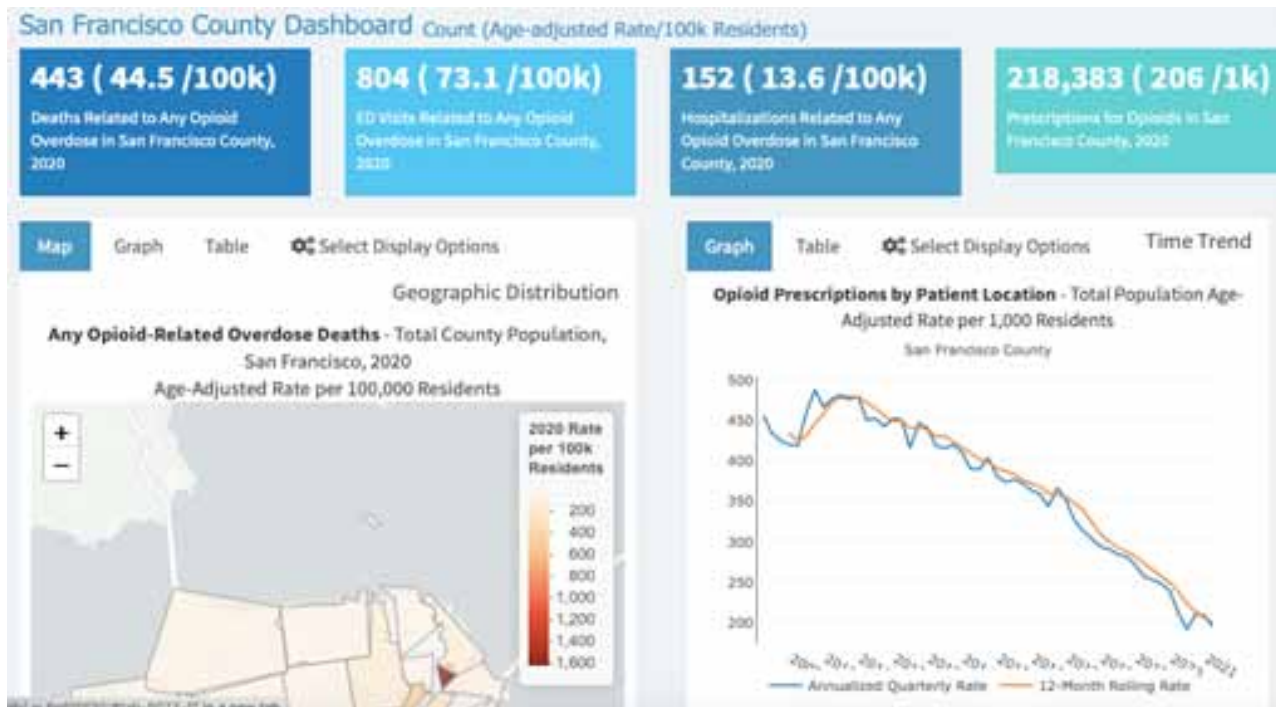 San Francisco County Dashboard Count (Age-adjusted Rate/100k Residents)
443 ( 44.5 /100k)
Deaths Related to Any Opioid
Overdose in San Francisco County,
2020
804 ( 73.1 /100k)
ED Visits Related to Any Opioid
Overdose in San Francisco County,
2020
152 ( 13.6 /100k)
Hospitalizations Related to Any
Opioid Overdose in San Francisco
County, 2020
218,383 ( 206 /1k)
Prescriptions for Opioids in San
Francisco County, 2020
Map Graph Table Select Display Options
Geographic Distribution
Any Opioid-Related Overdose Deaths - Total County Population,
San Francisco, 2020
Age-Adjusted Rate per 100,000 Residents
+
−
2020 Rate
per 100k
Residents
200
400
600
800
1,000
1,200
1,400
1,600
Graph Table Select Display Options Time Trend
Opioid Prescriptions by Patient Location - Total Population Age-
Adjusted Rate per 1,000 Residents
San Francisco County
500
450
400
350
300
250
200
Annualized Quarterly Rate 12-Month Rolling Rate